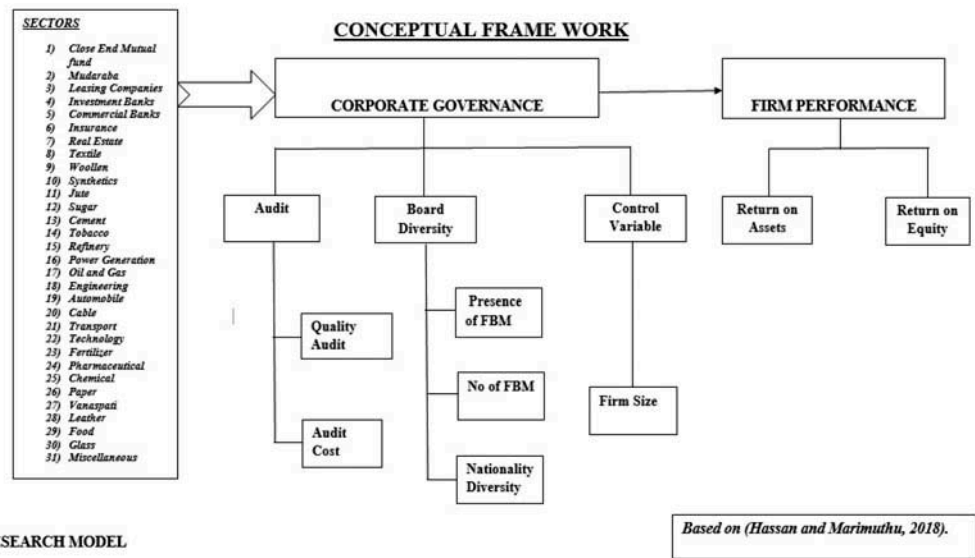 SECTORS
1) Close End Mutual
fund
2) Mudaraba
3) Leasing Companies
4) Investment Banks
5) Commercial Banks
6) Insurance
7) Real Estate
8) Textile
9) Woollen
10) Synthetics
11) Jute
12) Sugar
13) Cement
14) Tobacco
15) Refinery
16) Power Generation
17) Oil and Gas
18) Engineering
19) Automobile
20) Cable
21) Transport
22) Technology
23) Fertilizer
24) Pharmaceutical
25) Chemical
26) Paper
27) Vanaspati
28) Leather
29) Food
30) Glass
31) Miscellaneous
CONCEPTUAL FRAME WORK
CORPORATE GOVERNANCE
FIRM PERFORMANCE
Audit
Board
Diversity
Control
Variable
Return on
Assets
Return on
Equity
Quality
Audit
Audit
Cost
Presence
of FBM
No of FBM
Nationality
Diversity
Firm Size
Based on (Hassan and Marimuthu, 2018).
ESEARCH MODEL